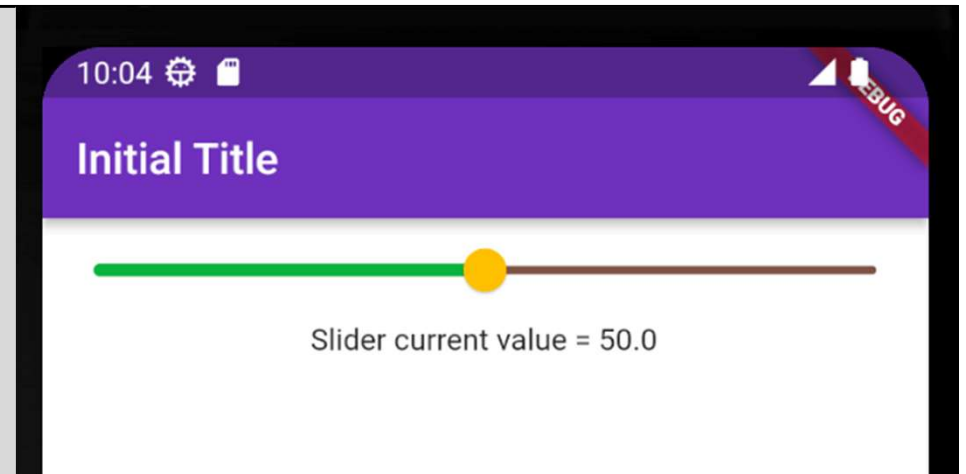 10:04
DEBUG
Initial Title
Slider current value = 50.0